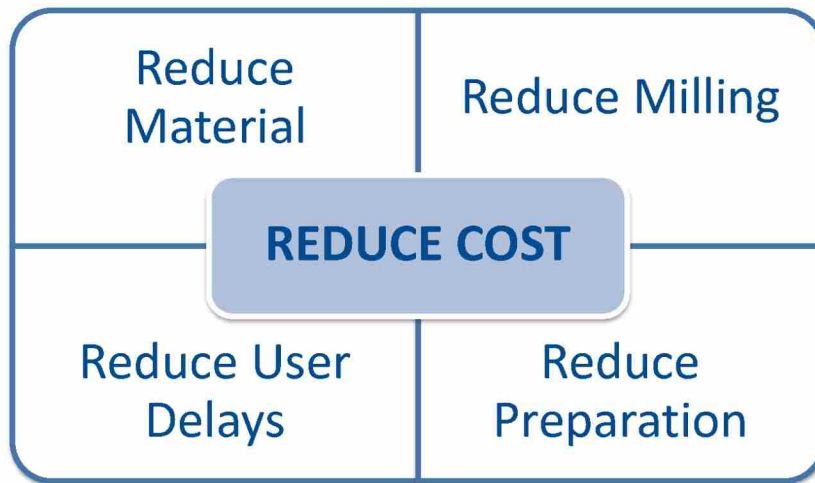 Reduce
Material
Reduce Milling
REDUCE COST
Reduce User
Delays
Reduce
Preparation